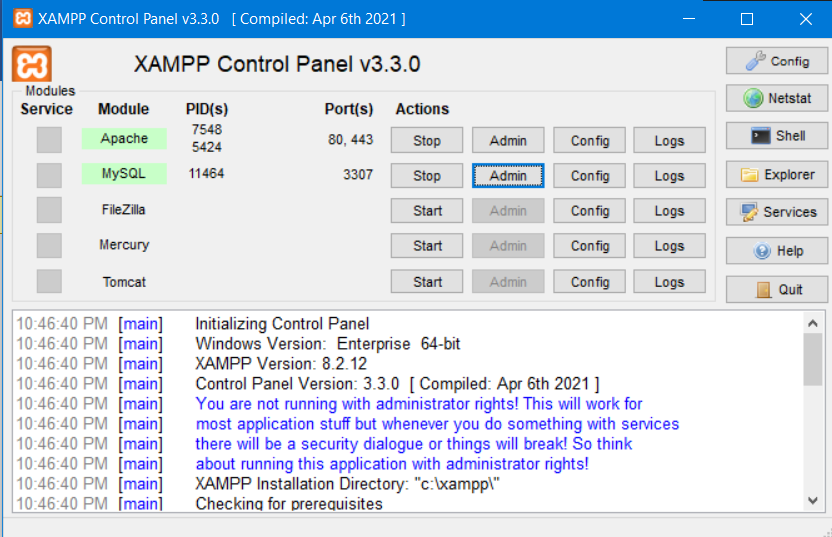 XAMPP Control Panel v3.3.0 [ Compiled: Apr 6th 2021 ]
XAMPP Control Panel v3.3.0
Config
Modules
Service Module PID(s) Port(s) Actions
Netstat
Apache 7548 5424 80, 443 Stop Admin Config Logs
Shell
MySQL 11464 3307 Stop Admin Config Logs
Explorer
FileZilla Start Admin Config Logs
Services
Mercury Start Admin Config Logs
Help
Tomcat Start Admin Config Logs
Quit
10:46:40 PM [main] Initializing Control Panel
10:46:40 PM [main] Windows Version: Enterprise 64-bit
10:46:40 PM [main] XAMPP Version: 8.2.12
10:46:40 PM [main] Control Panel Version: 3.3.0 [ Compiled: Apr 6th 2021 ]
10:46:40 PM [main] You are not running with administrator rights! This will work for
10:46:40 PM [main] most application stuff but whenever you do something with services
10:46:40 PM [main] there will be a security dialogue or things will break! So think
10:46:40 PM [main] about running this application with administrator rights!
10:46:40 PM [main] XAMPP Installation Directory: "c:\xampp\"
10:46:40 PM [main] Checking for prerequisites